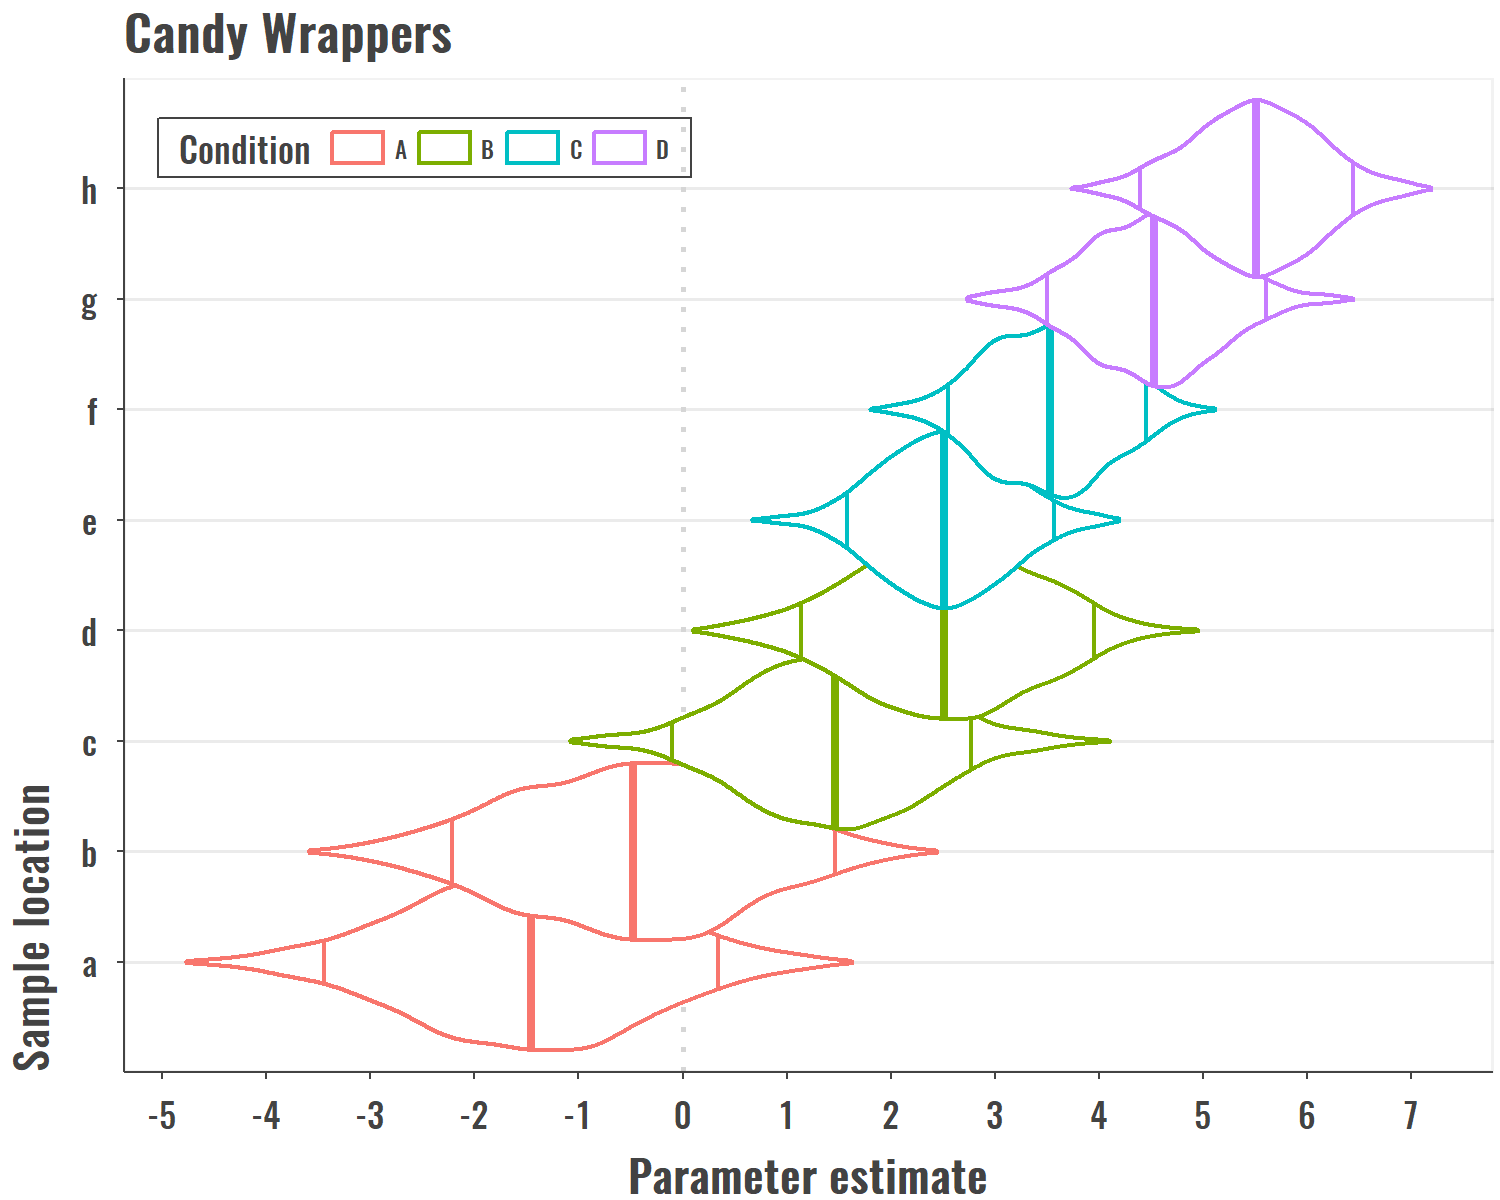 Candy Wrappers
Condition A B C D
h
g
f
e
d
c
b
a
Sample location
-5 -4 -3 -2 -1 0 1 2 3 4 5 6 7
Parameter estimate